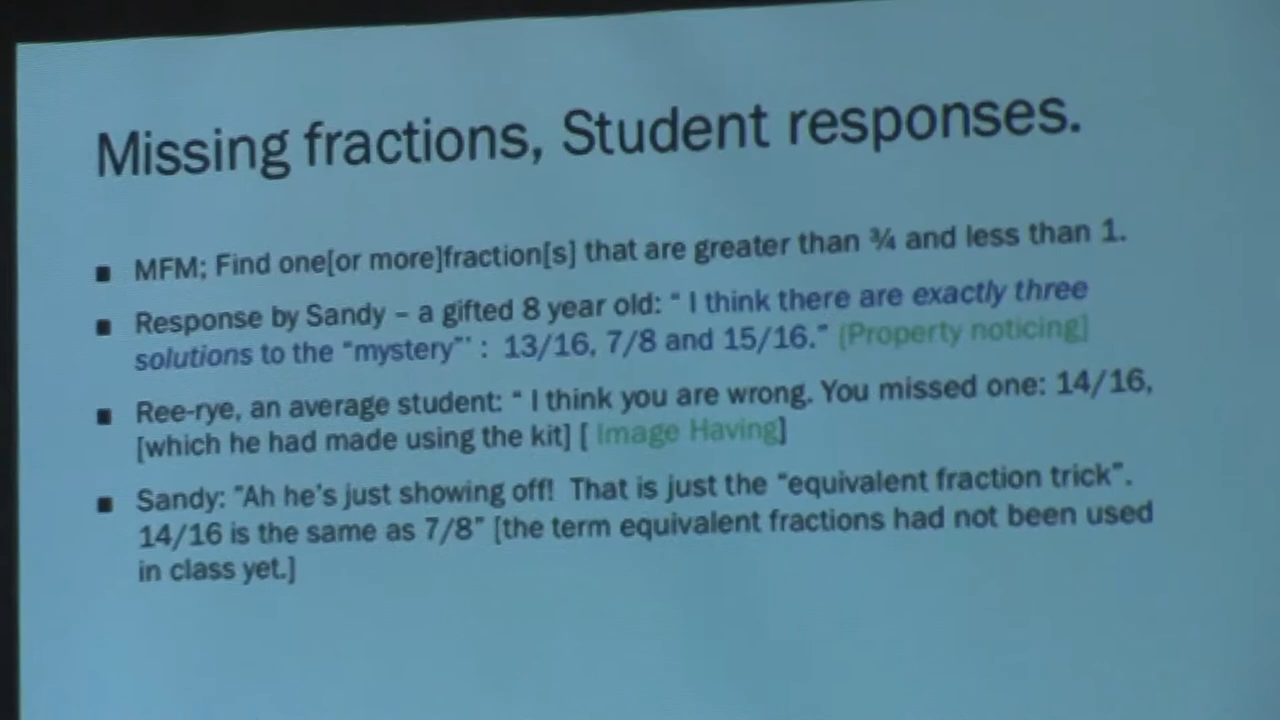 Missing fractions, Student responses.
MFM; Find one[or more]fraction[s] that are greater than ¾ and less than 1.
Response by Sandy – a gifted 8 year old: “ I think there are exactly three
solutions to the “mystery”’ : 13/16, 7/8 and 15/16.” [Property noticing]
Ree-rye, an average student: “ I think you are wrong. You missed one: 14/16,
[which he had made using the kit] [ Image Having]
Sandy: ”Ah he’s just showing off! That is just the “equivalent fraction trick”.
14/16 is the same as 7/8” [the term equivalent fractions had not been used
in class yet.]